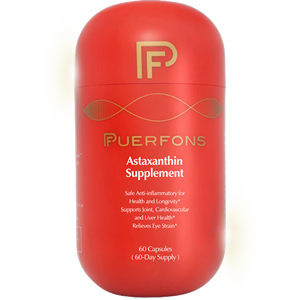 PF
PUERFONS
Astaxanthin
Supplement
Safe Anti-inflammatory for
Health and Longevity*
Supports Joint, Cardiovascular
and Liver Health*
Relieves Eye Strain*
60 Capsules
( 60-Day Supply )